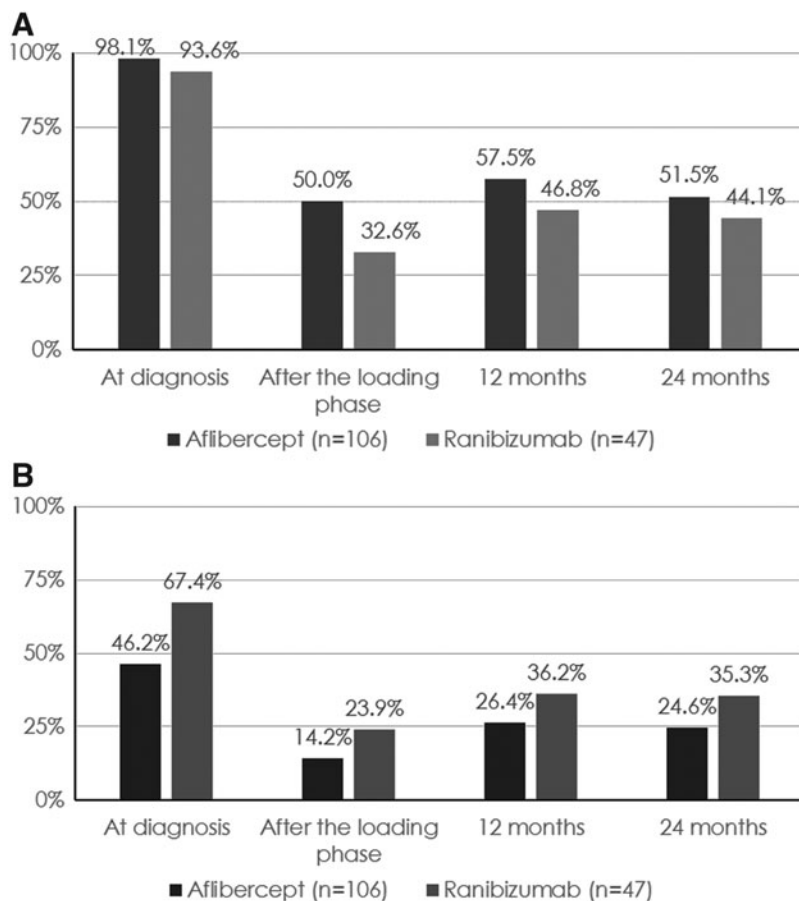 A
100%
98.1%
93.6%
75%
57.5%
50.0%
51.5%
50%
46.8%
44.1%
32.6%
25%
0%
At diagnosis
After the loading
phase
12 months
24 months
Aflibercept (n=106)
Ranibizumab (n=47)
B
100%
75%
67.4%
50%
46.2%
36.2%
35.3%
25%
26.4%
24.6%
23.9%
14.2%
0%
At diagnosis
After the loading
phase
12 months
24 months
Aflibercept (n=106)
Ranibizumab (n=47)